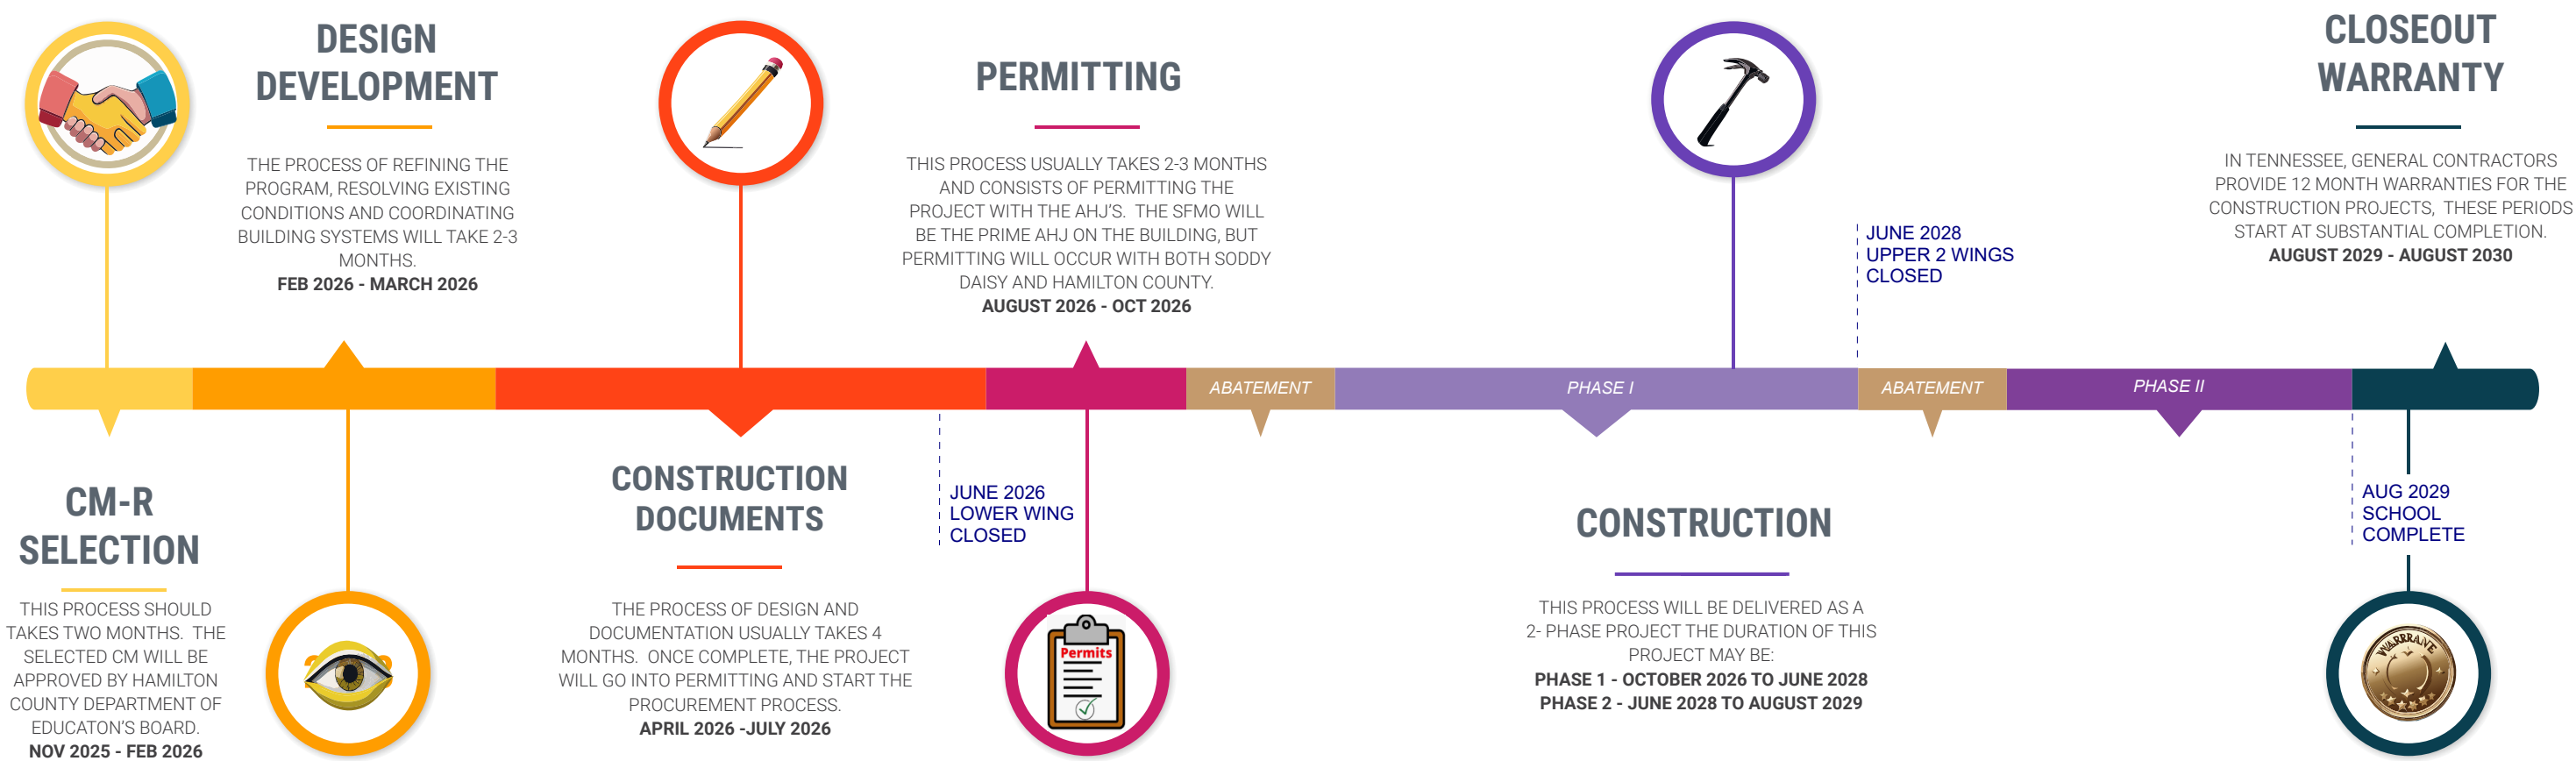 DESIGN
DEVELOPMENT
THE PROCESS OF REFINING THE
PROGRAM, RESOLVING EXISTING
CONDITIONS AND COORDINATING
BUILDING SYSTEMS WILL TAKE 2-3
MONTHS.
FEB 2026 - MARCH 2026
PERMITTING
THIS PROCESS USUALLY TAKES 2-3 MONTHS
AND CONSISTS OF PERMITTING THE
PROJECT WITH THE AHJ'S. THE SFMO WILL
BE THE PRIME AHJ ON THE BUILDING, BUT
PERMITTING WILL OCCUR WITH BOTH SODDY
DAISY AND HAMILTON COUNTY.
AUGUST 2026 - OCT 2026
JUNE 2028
UPPER 2 WINGS
CLOSED
CLOSEOUT
WARRANTY
IN TENNESSEE, GENERAL CONTRACTORS
PROVIDE 12 MONTH WARRANTIES FOR THE
CONSTRUCTION PROJECTS, THESE PERIODS
START AT SUBSTANTIAL COMPLETION.
AUGUST 2029 - AUGUST 2030
ABATEMENT
PHASE I
ABATEMENT
PHASE II
CM-R
SELECTION
THIS PROCESS SHOULD
TAKES TWO MONTHS. THE
SELECTED CM WILL BE
APPROVED BY HAMILTON
COUNTY DEPARTMENT OF
EDUCATON'S BOARD.
NOV 2025 - FEB 2026
CONSTRUCTION
DOCUMENTS
THE PROCESS OF DESIGN AND
DOCUMENTATION USUALLY TAKES 4
MONTHS. ONCE COMPLETE, THE PROJECT
WILL GO INTO PERMITTING AND START THE
PROCUREMENT PROCESS.
APRIL 2026 -JULY 2026
JUNE 2026
LOWER WING
CLOSED
Permits
CONSTRUCTION
THIS PROCESS WILL BE DELIVERED AS A
2- PHASE PROJECT THE DURATION OF THIS
PROJECT MAY BE:
PHASE 1 - OCTOBER 2026 TO JUNE 2028
PHASE 2 - JUNE 2028 TO AUGUST 2029
AUG 2029
SCHOOL
COMPLETE